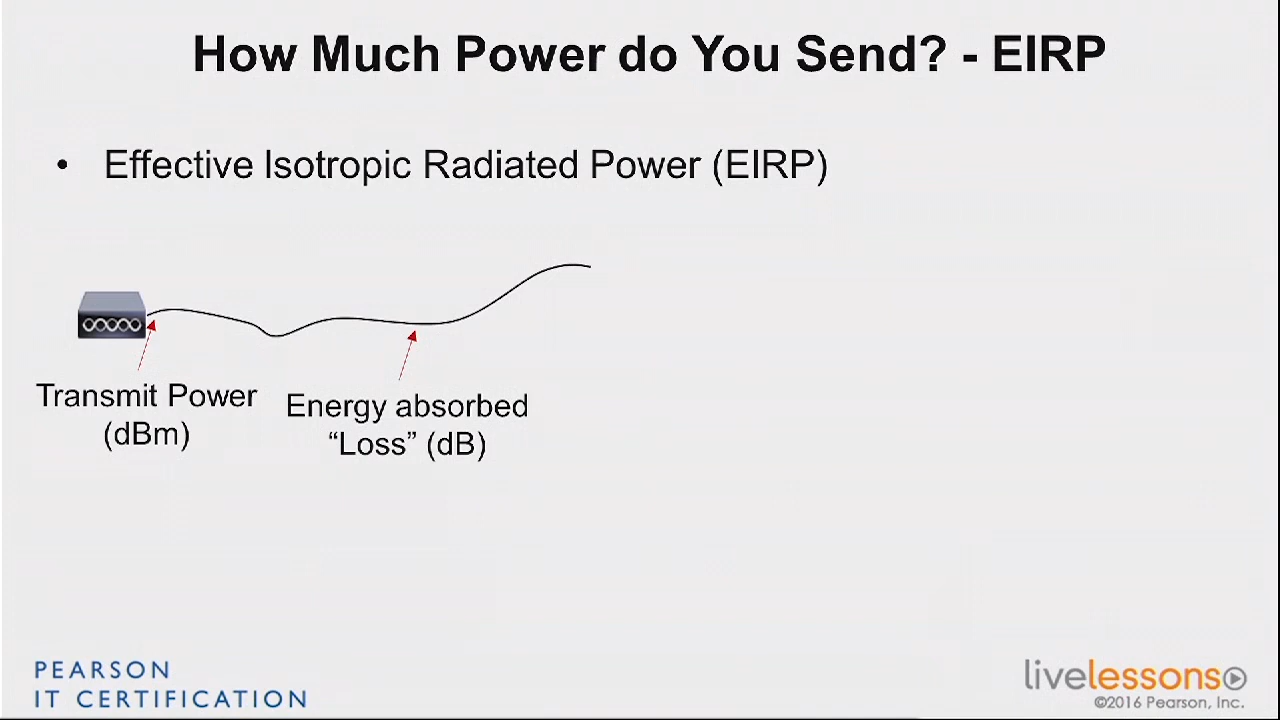 How Much Power do You Send? - EIRP
• Effective Isotropic Radiated Power (EIRP)
Transmit Power
(dBm)
Energy absorbed
“Loss” (dB)
PEARSON
IT CERTIFICATION
livelessons
©2016 Pearson, Inc.